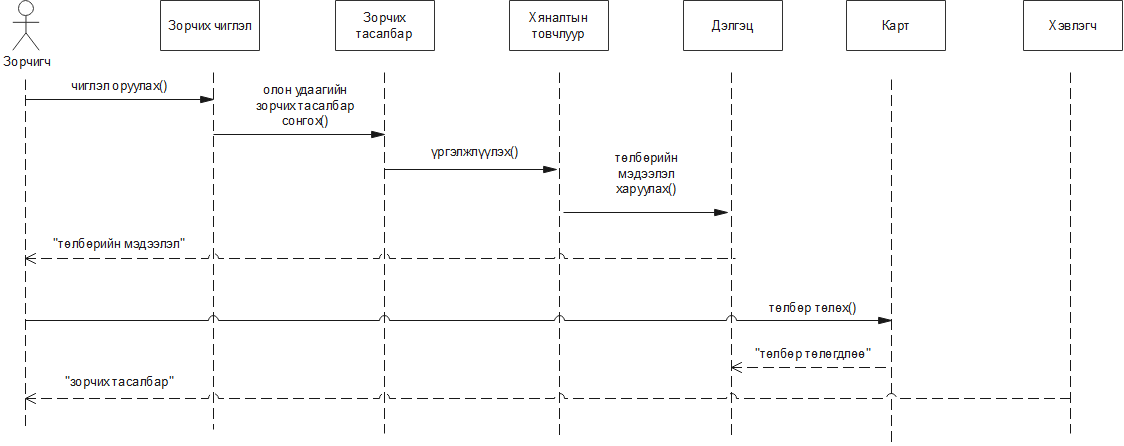 Зорчигч
Зорчих чиглэл
Зорчих
тасалбар
Хяналтын
товчлуур
Дэлгэц
Карт
Хэвлэгч
чиглэл оруулах()
олон удаагийн
зорчих тасалбар
сонгох()
үргэлжлүүлэх()
төлбөрийн
мэдээлэл
харуулах()
"төлбөрийн мэдээлэл"
төлбөр төлөх()
"төлбөр төлөгдлөө"
"зорчих тасалбар"